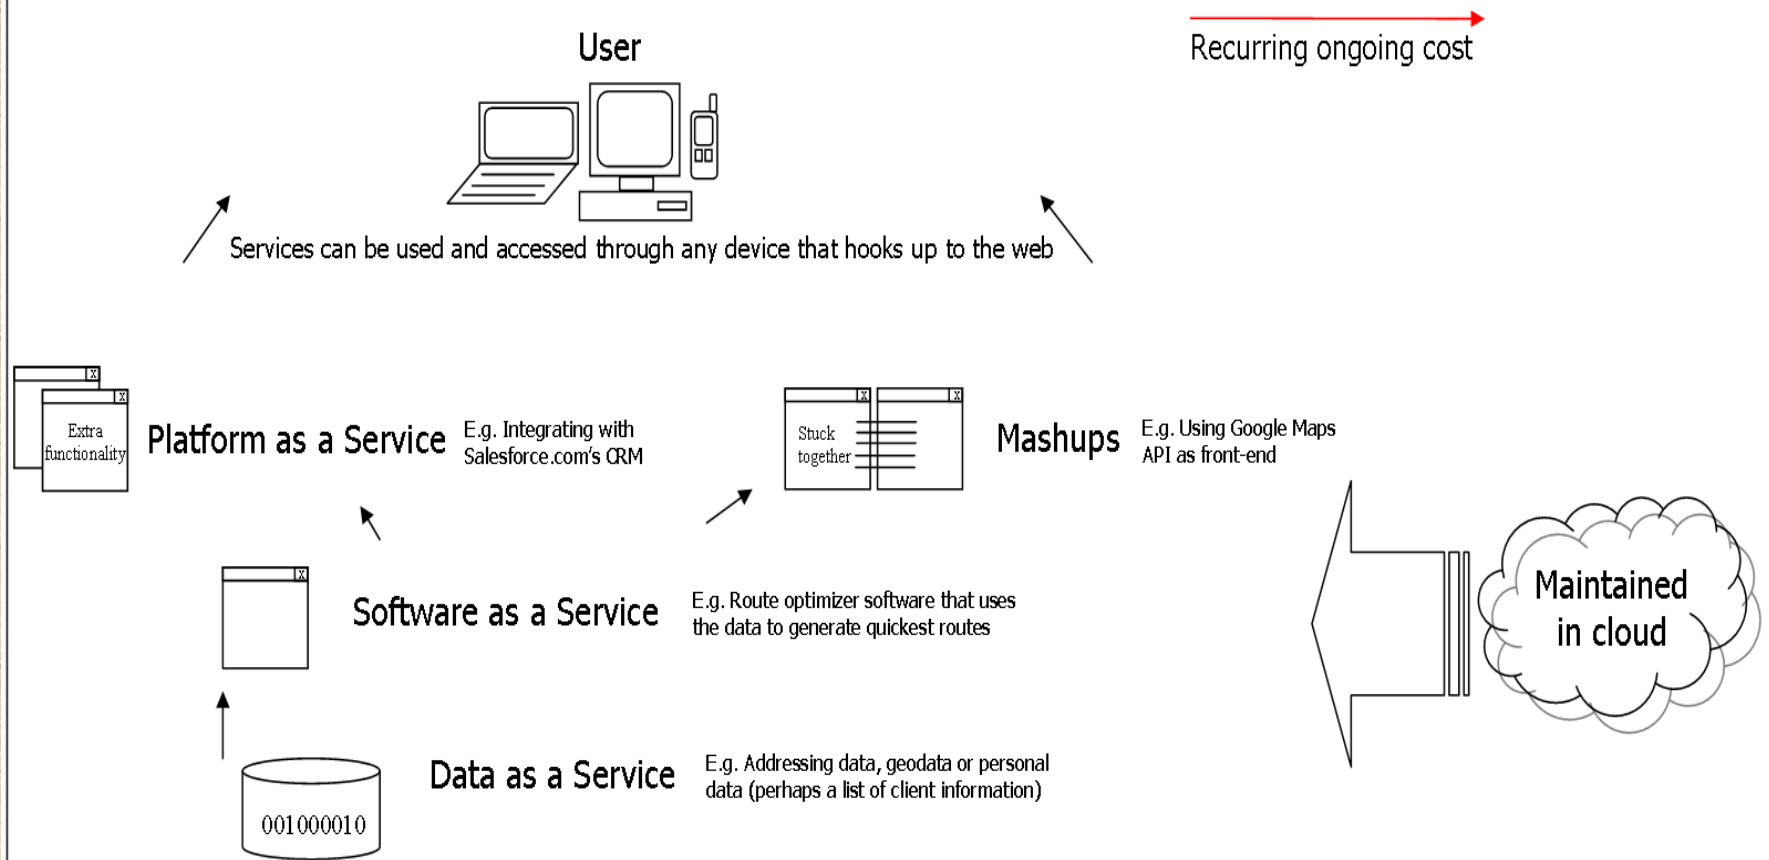 User
Recurring ongoing cost
Services can be used and accessed through any device that hooks up to the web
X
X
Extra
functionality
Platform as a Service
E.g. Integrating with
Salesforce.com's CRM
X
X
Stuck
together
Mashups
E.g. Using Google Maps
API as front-end
X
Software as a Service
E.g. Route optimizer software that uses
the data to generate quickest routes
Maintained
in cloud
Data as a Service
E.g. Addressing data, geodata or personal
data (perhaps a list of client information)
001000010